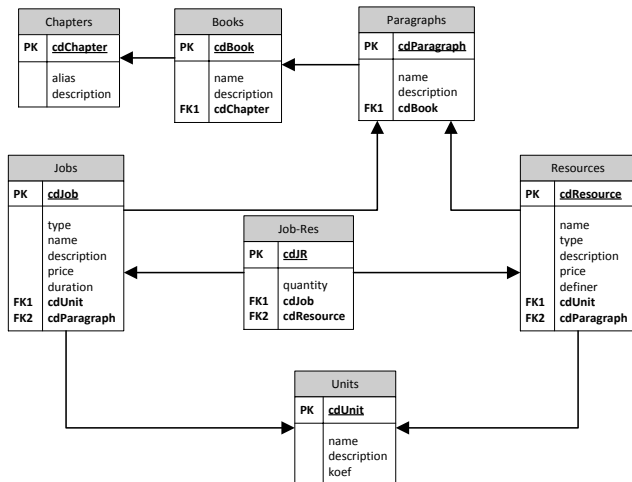 Chapters
PK cdChapter
alias
description
Books
PK cdBook
name
description
FK1 cdChapter
Paragraphs
PK cdParagraph
name
description
FK1 cdBook
Jobs
PK cdJob
type
name
description
price
duration
FK1 cdUnit
FK2 cdParagraph
Job-Res
PK cdJR
quantity
FK1 cdJob
FK2 cdResource
Resources
PK cdResource
name
type
description
price
definer
FK1 cdUnit
FK2 cdParagraph
Units
PK cdUnit
name
description
koef